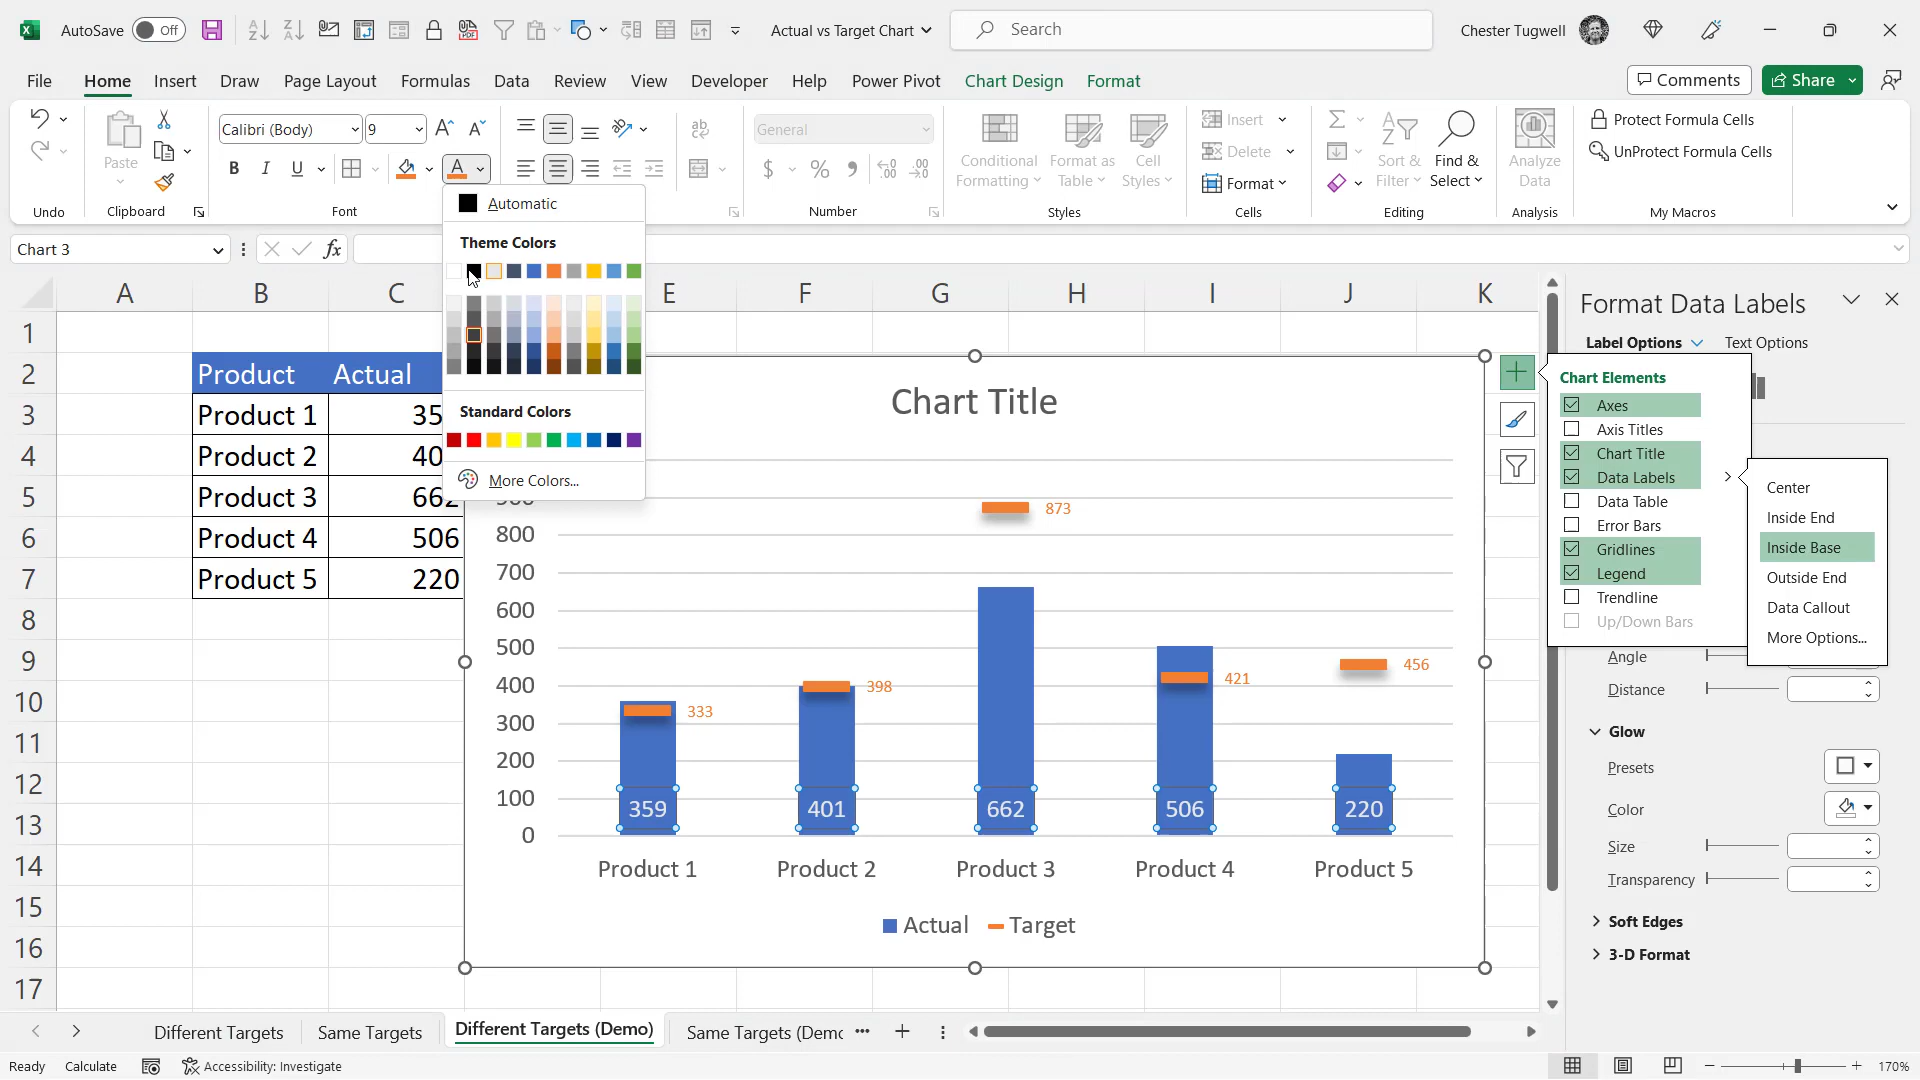 AutoSave Off Actual vs Target Chart Search Chester Tugwell
File Home Insert Draw Page Layout Formulas Data Review View Developer Help Power Pivot Chart Design Format Comments Share
Calibri (Body) 9 General Insert Protect Formula Cells
Delete UnProtect Formula Cells
Format
Paste Conditional Formatting Format as Table Cell Styles Sort & Filter Find & Select Analyze Data
Undo Clipboard Font Number Styles Cells Editing Analysis My Macros
Automatic
Theme Colors
Standard Colors
More Colors...
Chart 3 fx
A B C E F G H I J K
1
2 Product Actual
3 Product 1 35
4 Product 2 40
5 Product 3 662
6 Product 4 506
7 Product 5 220
8
9
10
11
12
13
14
15
16
17
Chart Title
800
700
600
500
400
300
200
100
0
873
456
421
398
333
359 401 662 506 220
Product 1 Product 2 Product 3 Product 4 Product 5
Actual Target
Format Data Labels
Label Options Text Options
Chart Elements
Axes
Axis Titles
Chart Title
Data Labels
Data Table
Error Bars
Gridlines
Legend
Trendline
Up/Down Bars
Center
Inside End
Inside Base
Outside End
Data Callout
More Options...
Angle
Distance
Glow
Presets
Color
Size
Transparency
Soft Edges
3-D Format
Different Targets Same Targets Different Targets (Demo) Same Targets (Demo
Ready Calculate Accessibility: Investigate 170%